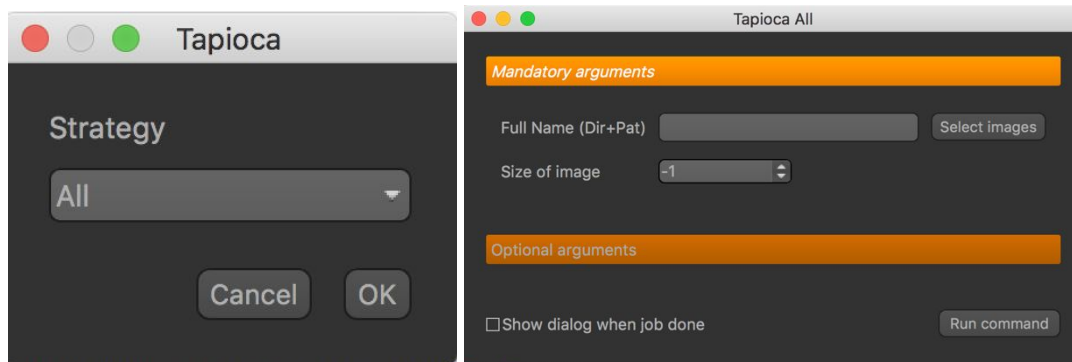 Tapioca
Strategy
All
Cancel OK
Tapioca All
Mandatory arguments
Full Name (Dir+Pat) Select images
Size of image -1
Optional arguments
Show dialog when job done Run command